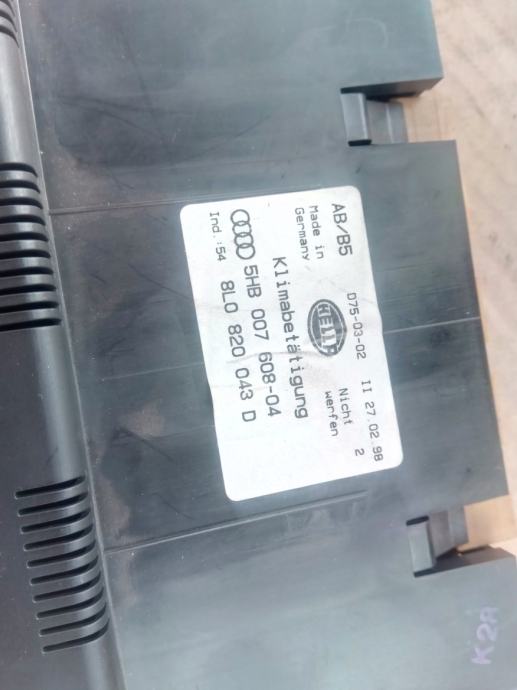 AB/B5
D75-03-02
II 27.02.98
Made in
Germany
HELLA
Nicht
werfen
2
Klimabetätigung
5HB 007 608-04
Ind.:54
8L0 820 043 D
K2A